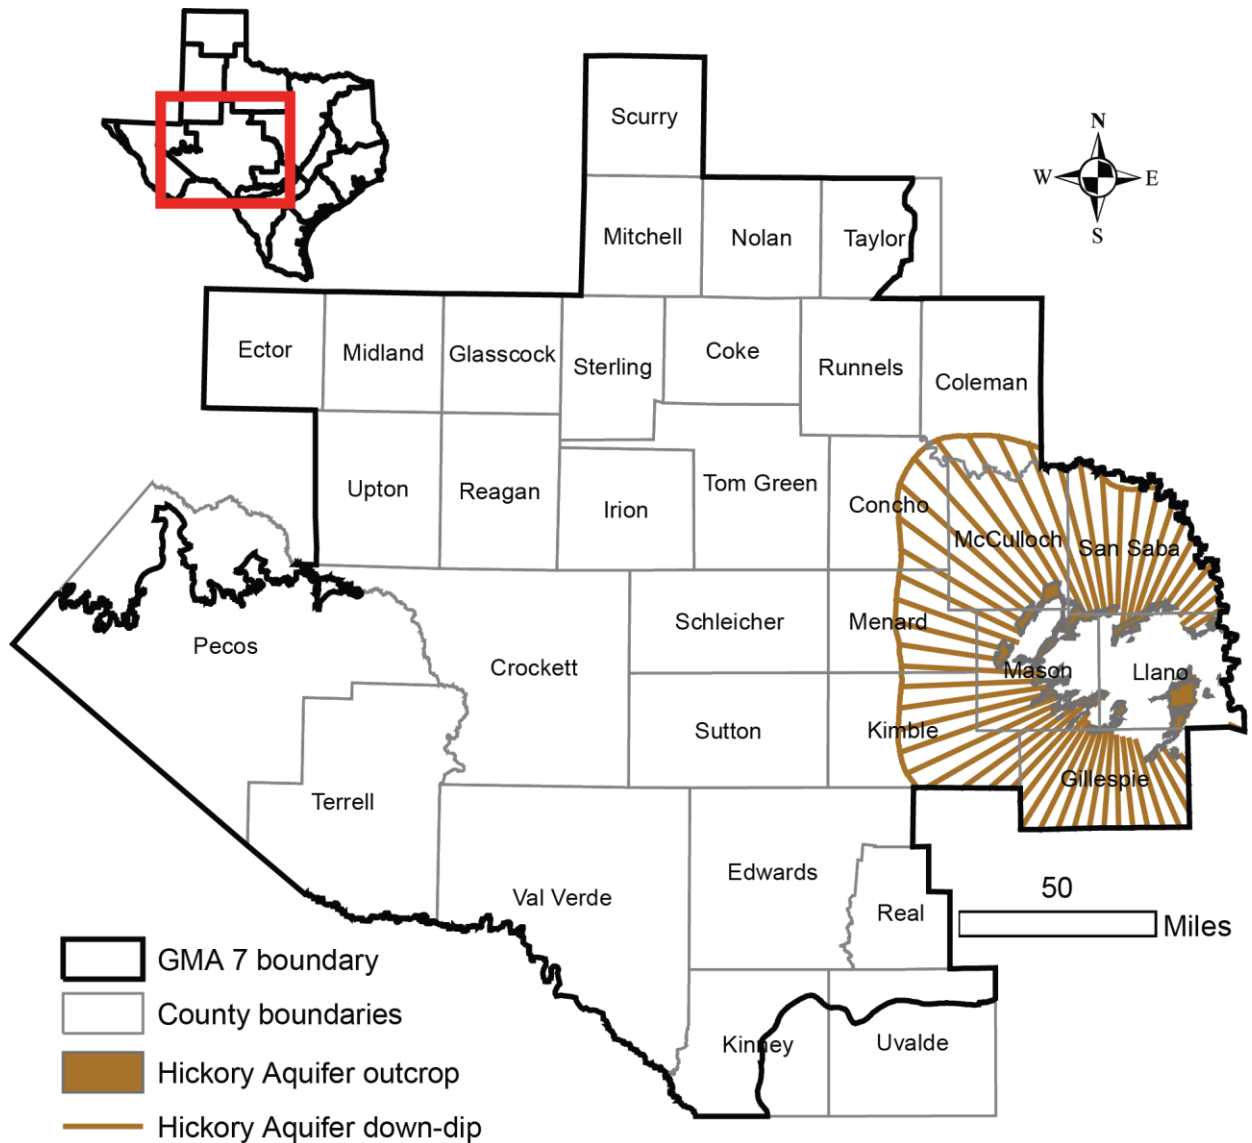 Scurry
N
W
E
S
Mitchell
Nolan
Taylor
Ector
Midland
Glasscock
Sterling
Coke
Runnels
Coleman
Upton
Reagan
Irion
Tom Green
Concho
McCulloch
San Saba
Pecos
Crockett
Schleicher
Menard
Mason
Llano
Terrell
Sutton
Kimble
Gillespie
Val Verde
Edwards
Real
50
Miles
Kinney
Uvalde
GMA 7 boundary
County boundaries
Hickory Aquifer outcrop
Hickory Aquifer down-dip